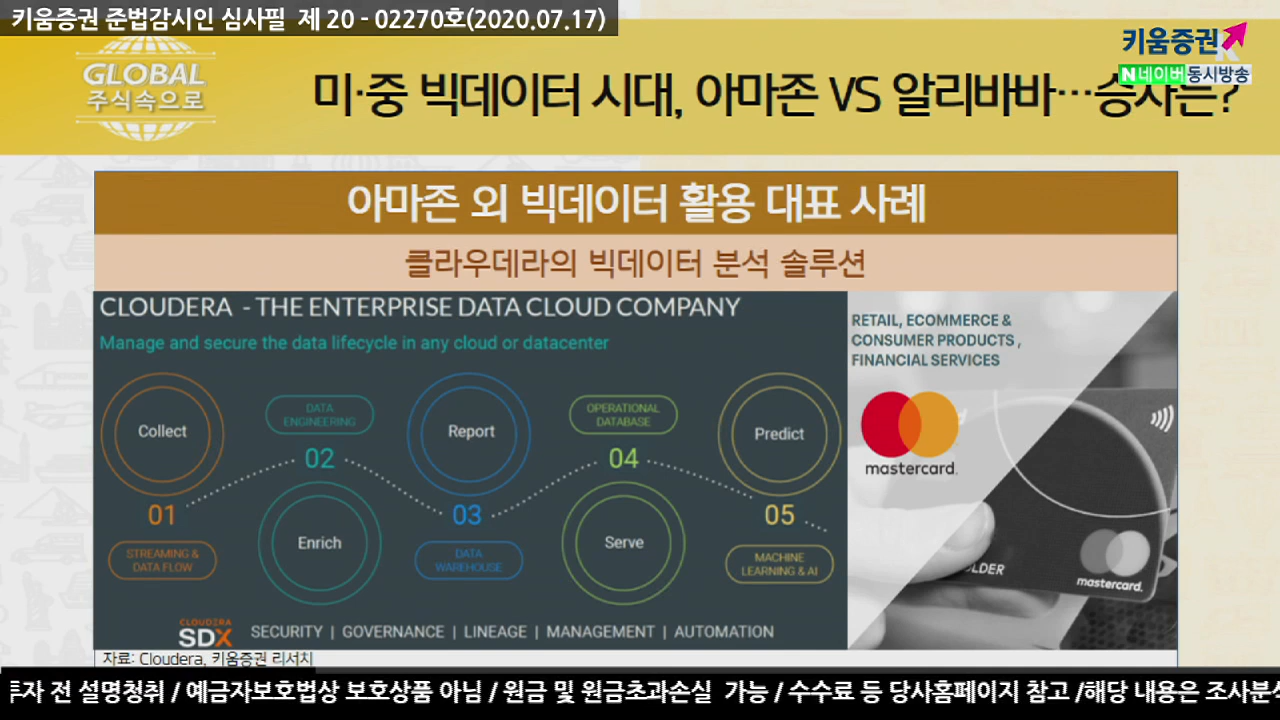 키움증권 준법감시인 심사필 제 20 - 02270호(2020.07.17)
키움증권
N 네이버 동시방송
GLOBAL
주식속으로
미·중 빅데이터 시대, 아마존 VS 알리바바…승자는?
아마존 외 빅데이터 활용 대표 사례
클라우데라의 빅데이터 분석 솔루션
CLOUDERA - THE ENTERPRISE DATA CLOUD COMPANY
Manage and secure the data lifecycle in any cloud or datacenter
Collect
01
STREAMING &
DATA FLOW
DATA
ENGINEERING
02
Enrich
Report
03
DATA
WAREHOUSE
OPERATIONAL
DATABASE
04
Serve
Predict
05
MACHINE
LEARNING & AI
CLOUDERA
SDX
SECURITY | GOVERNANCE | LINEAGE | MANAGEMENT | AUTOMATION
RETAIL, ECOMMERCE &
CONSUMER PRODUCTS ,
FINANCIAL SERVICES
mastercard.
OLDER
mastercard.
자료: Cloudera, 키움증권 리서치
투자 전 설명청취 / 예금자보호법상 보호상품 아님 / 원금 및 원금초과손실 가능 / 수수료 등 당사홈페이지 참고 /해당 내용은 조사분석